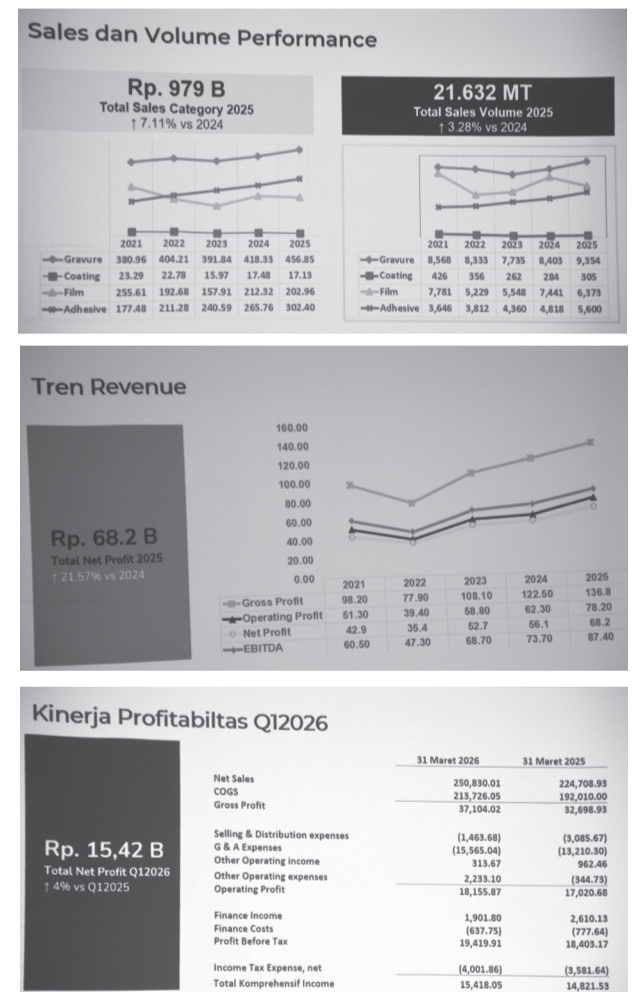 Sales dan Volume Performance
Rp. 979 B
Total Sales Category 2025
↑ 7.11% vs 2024
2021 2022 2023 2024 2025
Gravure 380.96 404.21 391.84 418.33 456.85
Coating 23.29 22.78 15.97 17.48 17.13
Film 255.61 192.68 157.91 212.32 202.96
Adhesive 177.48 211.28 240.59 265.76 302.40
21.632 MT
Total Sales Volume 2025
↑ 3.28% vs 2024
2021 2022 2023 2024 2025
Gravure 8,568 8,333 7,735 8,403 9,354
Coating 426 356 262 284 305
Film 7,781 5,229 5,548 7,441 6,373
Adhesive 3,646 3,812 4,360 4,818 5,600
Tren Revenue
Rp. 68.2 B
Total Net Profit 2025
↑ 21.57% vs 2024
160.00
140.00
120.00
100.00
80.00
60.00
40.00
20.00
0.00
2021 2022 2023 2024 2025
Gross Profit 98.20 77.90 108.10 122.50 136.8
Operating Profit 51.30 39.40 58.80 62.30 78.20
Net Profit 42.9 35.4 52.7 56.1 68.2
EBITDA 60.50 47.30 68.70 73.70 87.40
Kinerja Profitabiltas Q12026
Rp. 15,42 B
Total Net Profit Q12026
↑ 4% vs Q12025
31 Maret 2026 31 Maret 2025
Net Sales 250,830.01 224,708.93
COGS 213,726.05 192,010.00
Gross Profit 37,104.02 32,698.93
Selling & Distribution expenses (1,463.68) (3,085.67)
G & A Expenses (15,565.04) (13,210.30)
Other Operating income 313.67 962.46
Other Operating expenses 2,233.10 (344.73)
Operating Profit 18,155.87 17,020.68
Finance Income 1,901.80 2,610.13
Finance Costs (637.75) (777.64)
Profit Before Tax 19,419.91 18,403.17
Income Tax Expense, net (4,001.86) (3,581.64)
Total Komprehensif Income 15,418.05 14,821.53